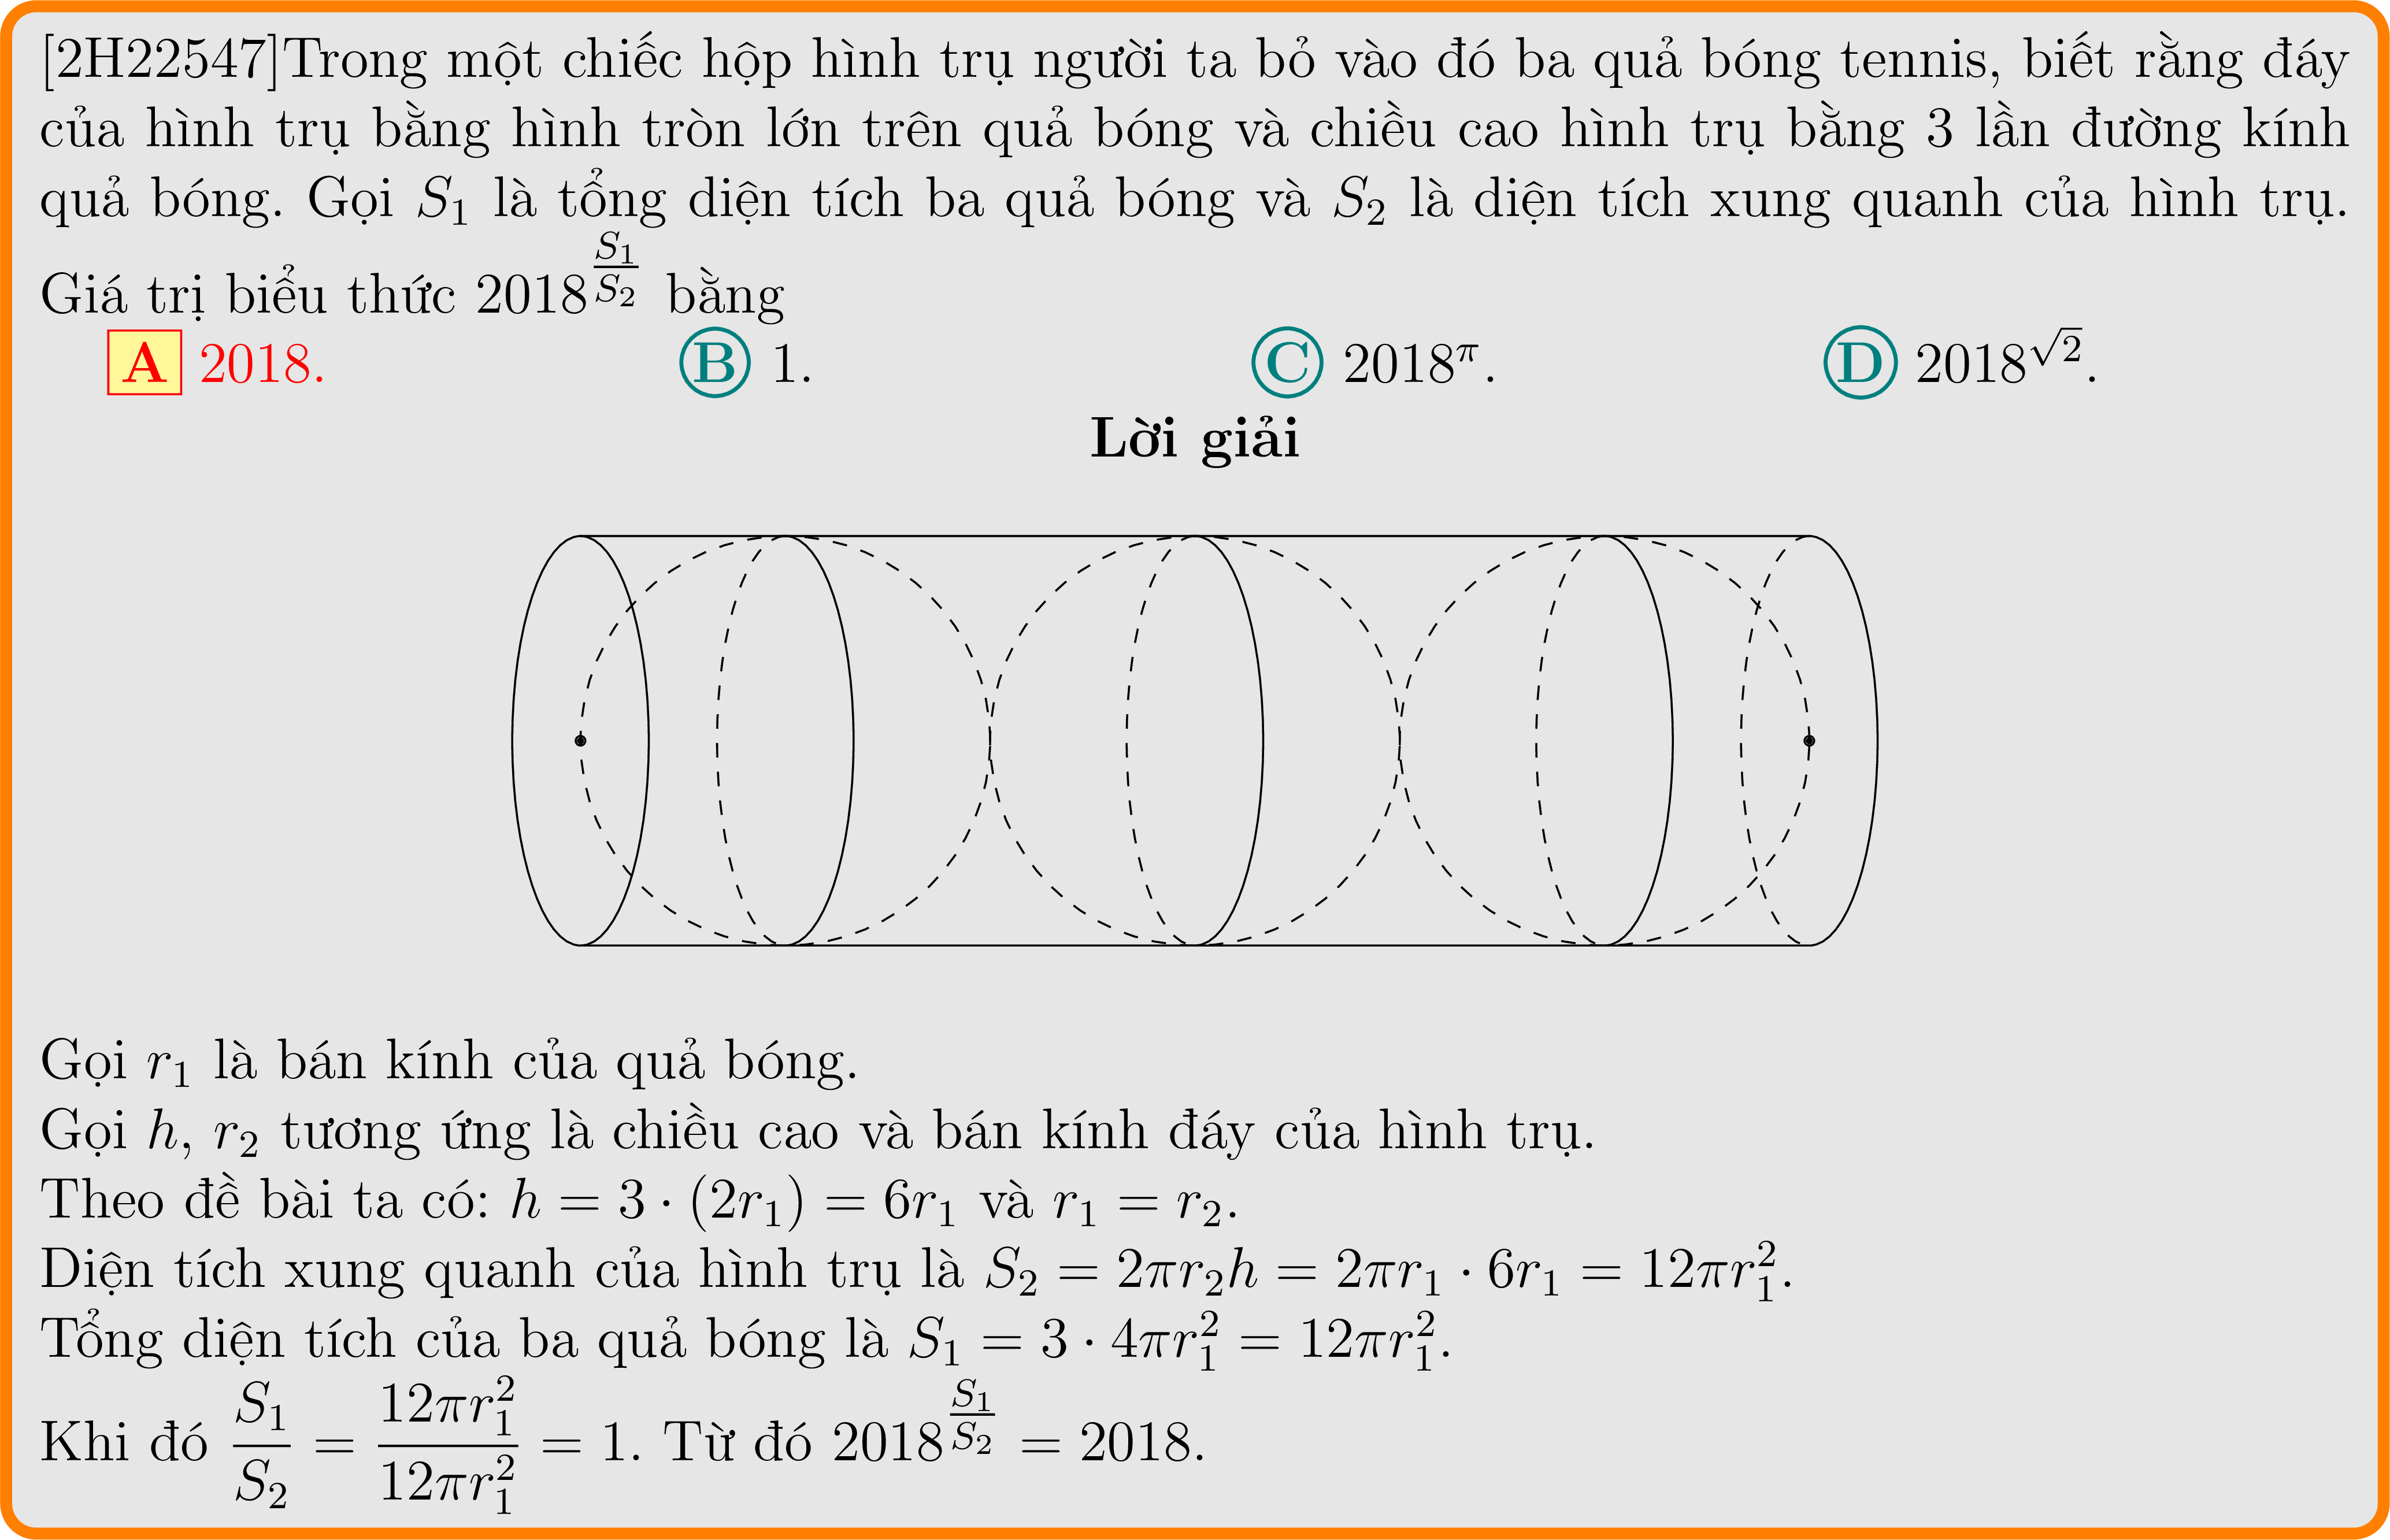 [2H22547]Trong một chiếc hộp hình trụ người ta bỏ vào đó ba quả bóng tennis, biết rằng đáy
của hình trụ bằng hình tròn lớn trên quả bóng và chiều cao hình trụ bằng 3 lần đường kính
quả bóng. Gọi $S_1$ là tổng diện tích ba quả bóng và $S_2$ là diện tích xung quanh của hình trụ.
Giá trị biểu thức $2018^{\frac{S_1}{S_2}}$ bằng
A 2018. B 1. C $2018^{\pi}$. D $2018^{\sqrt{2}}$.
Lời giải
Gọi $r_1$ là bán kính của quả bóng.
Gọi $h$, $r_2$ tương ứng là chiều cao và bán kính đáy của hình trụ.
Theo đề bài ta có: $h = 3 \cdot (2r_1) = 6r_1$ và $r_1 = r_2$.
Diện tích xung quanh của hình trụ là $S_2 = 2\pi r_2 h = 2\pi r_1 \cdot 6r_1 = 12\pi r_1^2$.
Tổng diện tích của ba quả bóng là $S_1 = 3 \cdot 4\pi r_1^2 = 12\pi r_1^2$.
Khi đó $\frac{S_1}{S_2} = \frac{12\pi r_1^2}{12\pi r_1^2} = 1$. Từ đó $2018^{\frac{S_1}{S_2}} = 2018$.